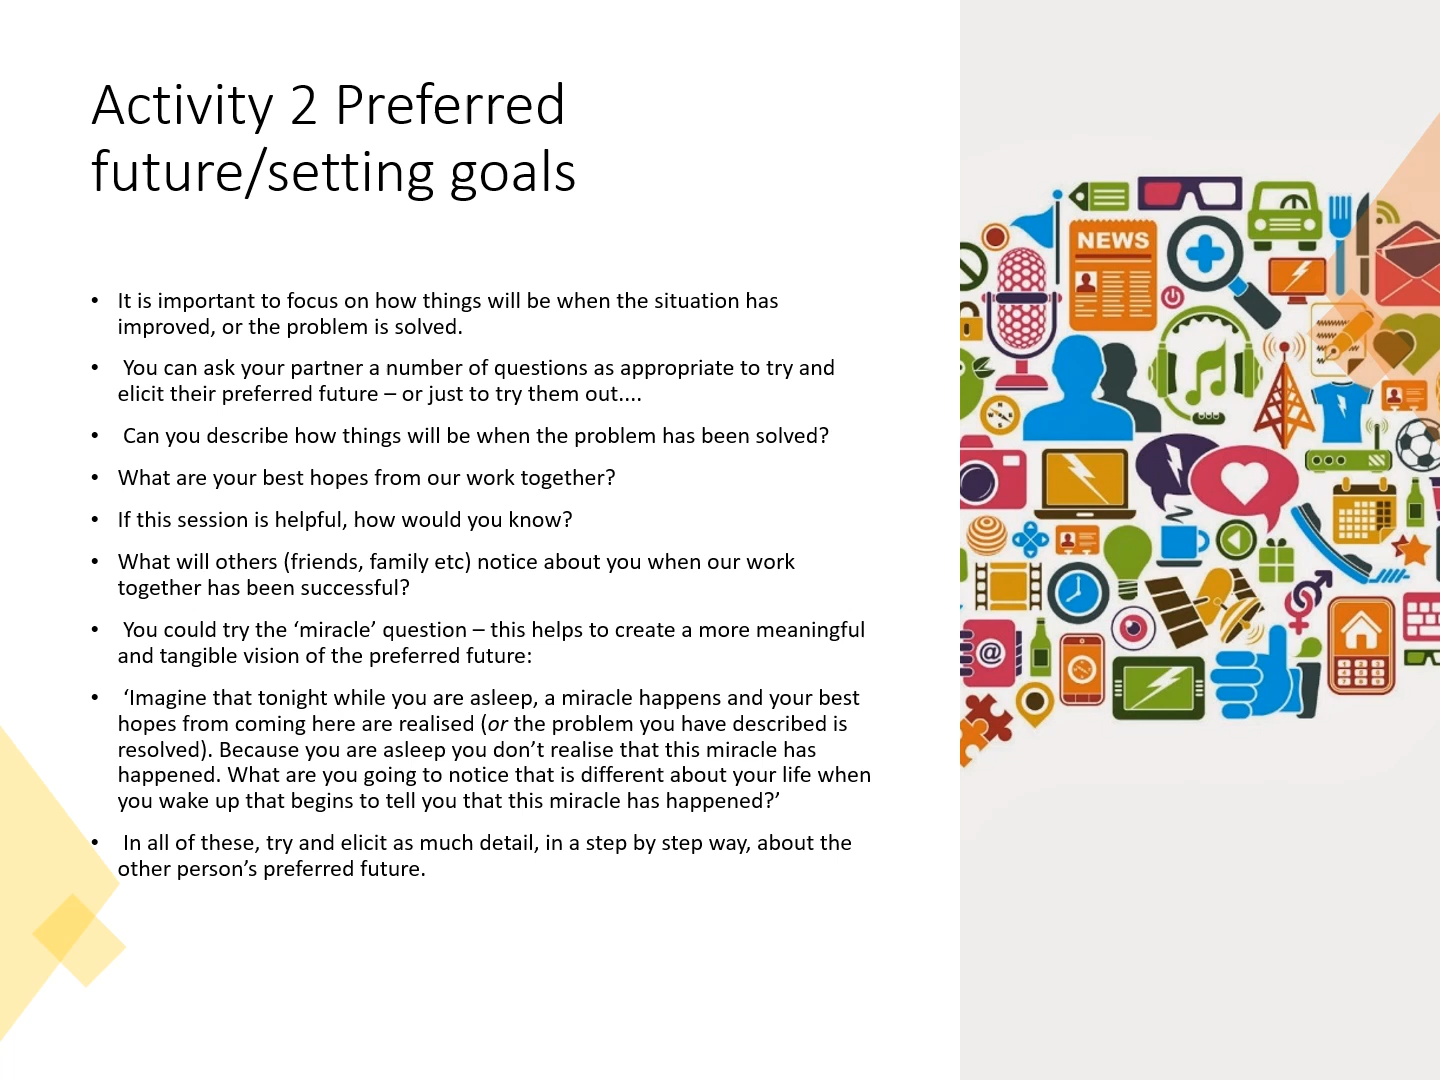 Activity 2 Preferred
future/setting goals
• It is important to focus on how things will be when the situation has
improved, or the problem is solved.
• You can ask your partner a number of questions as appropriate to try and
elicit their preferred future – or just to try them out....
• Can you describe how things will be when the problem has been solved?
• What are your best hopes from our work together?
• If this session is helpful, how would you know?
• What will others (friends, family etc) notice about you when our work
together has been successful?
• You could try the ‘miracle’ question – this helps to create a more meaningful
and tangible vision of the preferred future:
• ‘Imagine that tonight while you are asleep, a miracle happens and your best
hopes from coming here are realised (or the problem you have described is
resolved). Because you are asleep you don’t realise that this miracle has
happened. What are you going to notice that is different about your life when
you wake up that begins to tell you that this miracle has happened?’
• In all of these, try and elicit as much detail, in a step by step way, about the
other person’s preferred future.
NEWS
@